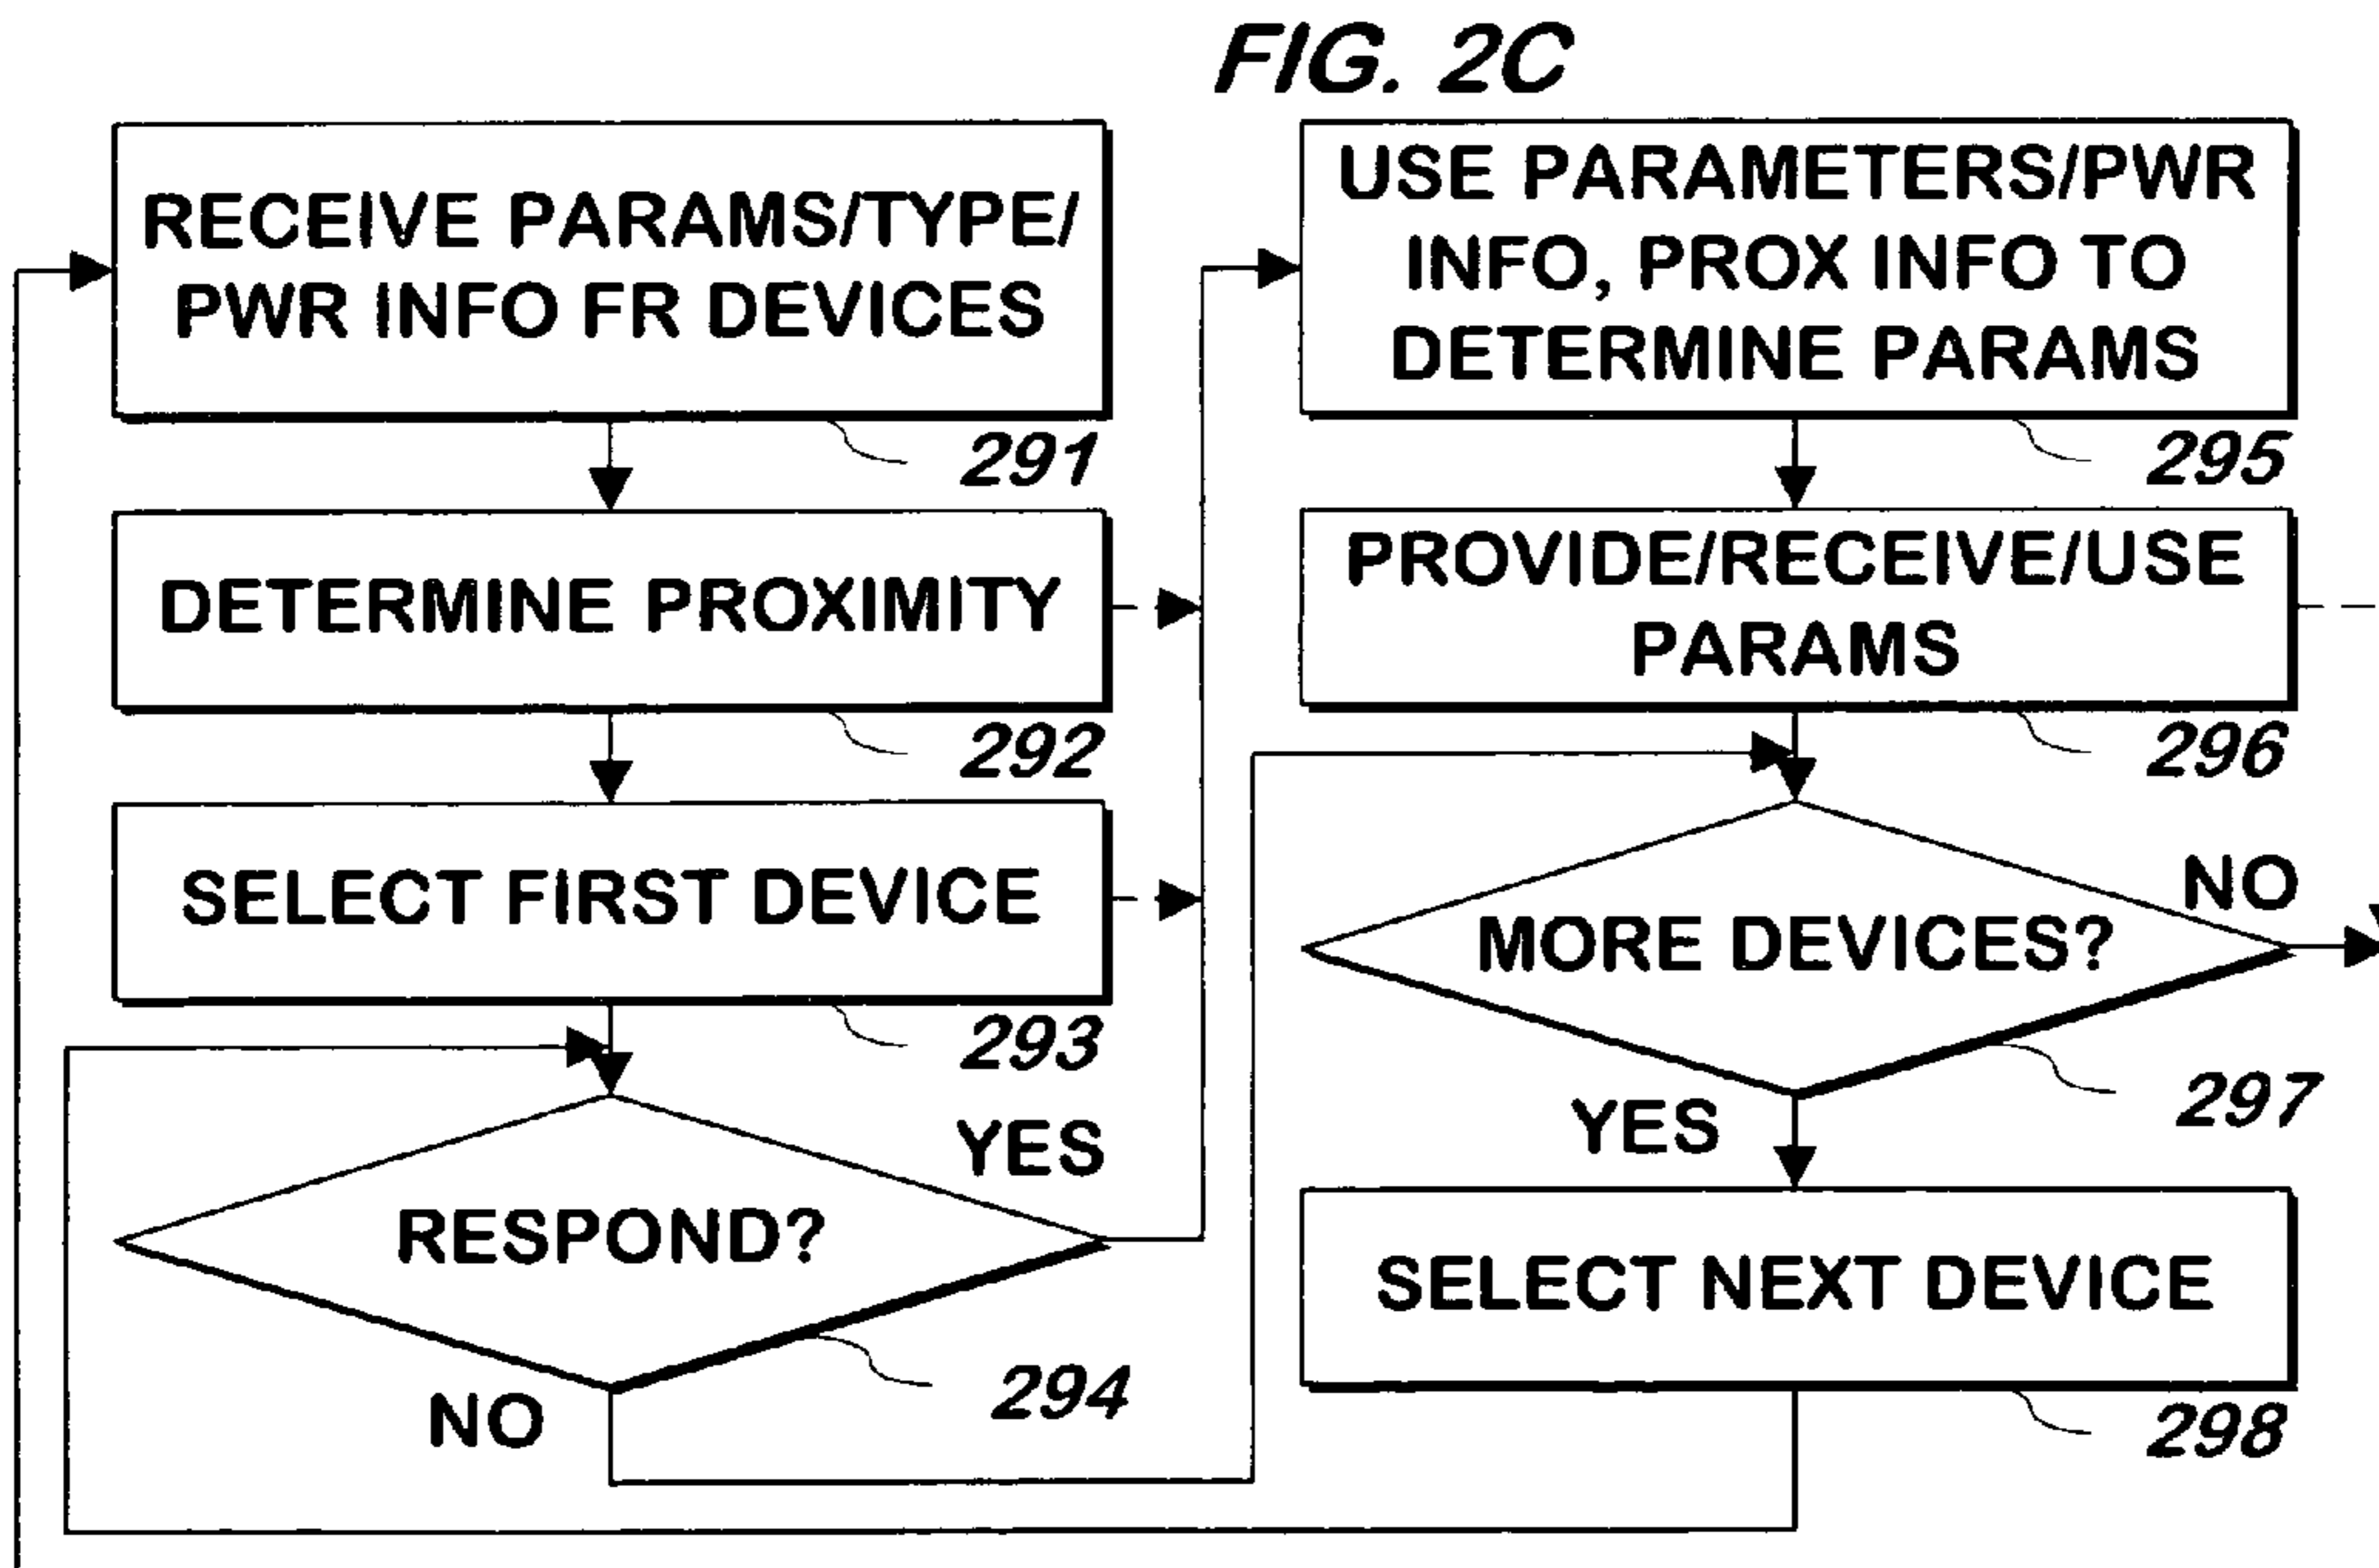 FIG. 2C
RECEIVE PARAMS/TYPE/
PWR INFO FR DEVICES
291
DETERMINE PROXIMITY
292
SELECT FIRST DEVICE
293
YES
RESPOND?
294
NO
USE PARAMETERS/PWR
INFO, PROX INFO TO
DETERMINE PARAMS
295
PROVIDE/RECEIVE/USE
PARAMS
296
NO
MORE DEVICES?
297
YES
SELECT NEXT DEVICE
298